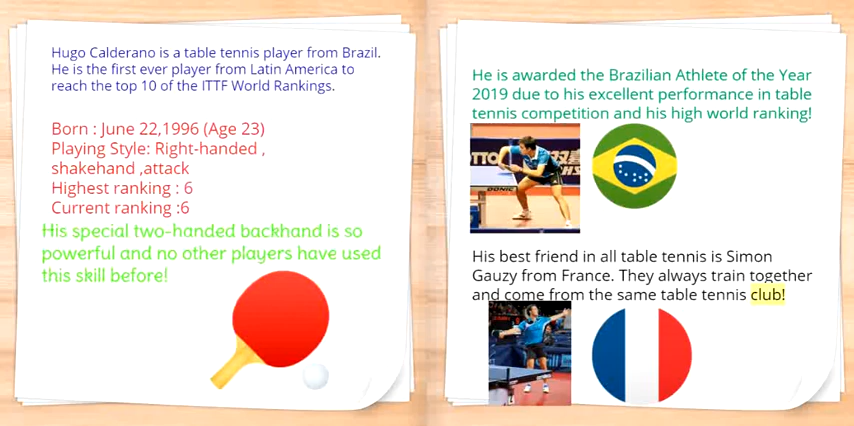 Hugo Calderano is a table tennis player from Brazil.
He is the first ever player from Latin America to
reach the top 10 of the ITTF World Rankings.
Born : June 22,1996 (Age 23)
Playing Style: Right-handed ,
shakehand ,attack
Highest ranking : 6
Current ranking :6
His special two-handed backhand is so
powerful and no other players have used
this skill before!
He is awarded the Brazilian Athlete of the Year
2019 due to his excellent performance in table
tennis competition and his high world ranking!
DONIC
His best friend in all table tennis is Simon
Gauzy from France. They always train together
and come from the same table tennis club!